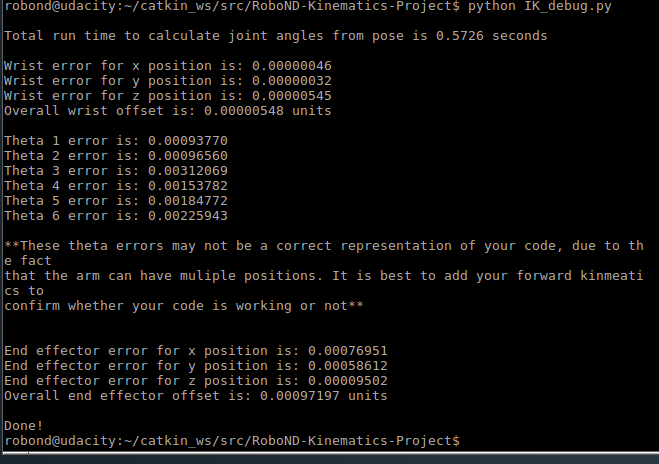 robond@udacity:~/catkin_ws/src/RoboND-Kinematics-Project$ python IK_debug.py
Total run time to calculate joint angles from pose is 0.5726 seconds
Wrist error for x position is: 0.00000046
Wrist error for y position is: 0.00000032
Wrist error for z position is: 0.00000545
Overall wrist offset is: 0.00000548 units
Theta 1 error is: 0.00093770
Theta 2 error is: 0.00096560
Theta 3 error is: 0.00312069
Theta 4 error is: 0.00153782
Theta 5 error is: 0.00184772
Theta 6 error is: 0.00225943
**These theta errors may not be a correct representation of your code, due to th
e fact
that the arm can have muliple positions. It is best to add your forward kinmeati
cs to
confirm whether your code is working or not**
End effector error for x position is: 0.00076951
End effector error for y position is: 0.00058612
End effector error for z position is: 0.00009502
Overall end effector offset is: 0.00097197 units
Done!
robond@udacity:~/catkin_ws/src/RoboND-Kinematics-Project$